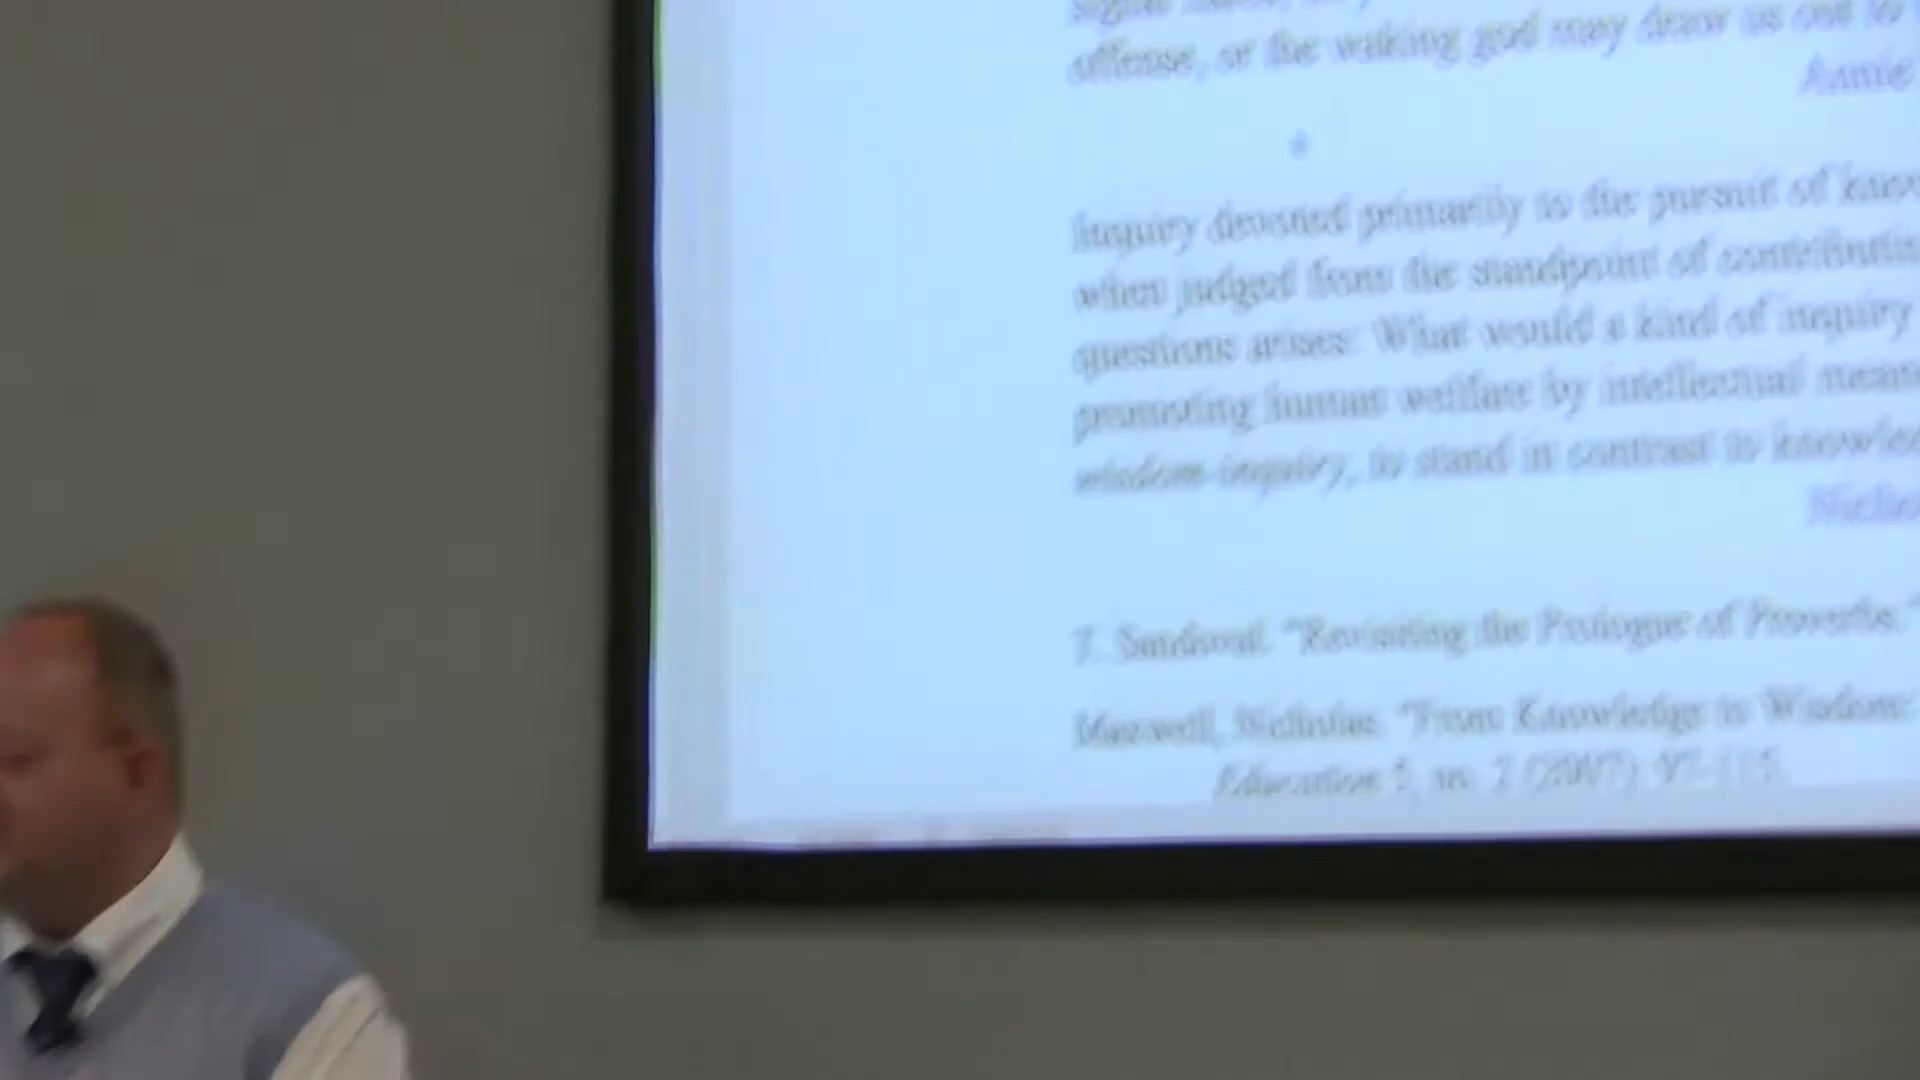 offense, or the waking god may draw us out to
Annie
*
Inquiry devoted primarily to the pursuit of know
when judged from the standpoint of contributin
questions arises: What would a kind of inquiry
promoting human welfare by intellectual means
wisdom-inquiry, to stand in contrast to knowled
Nichol
T. Sandoval. "Revisiting the Prologue of Proverbs."
Maxwell, Nicholas. "From Knowledge to Wisdom:
Education 5, no. 2 (2007): 97-115.